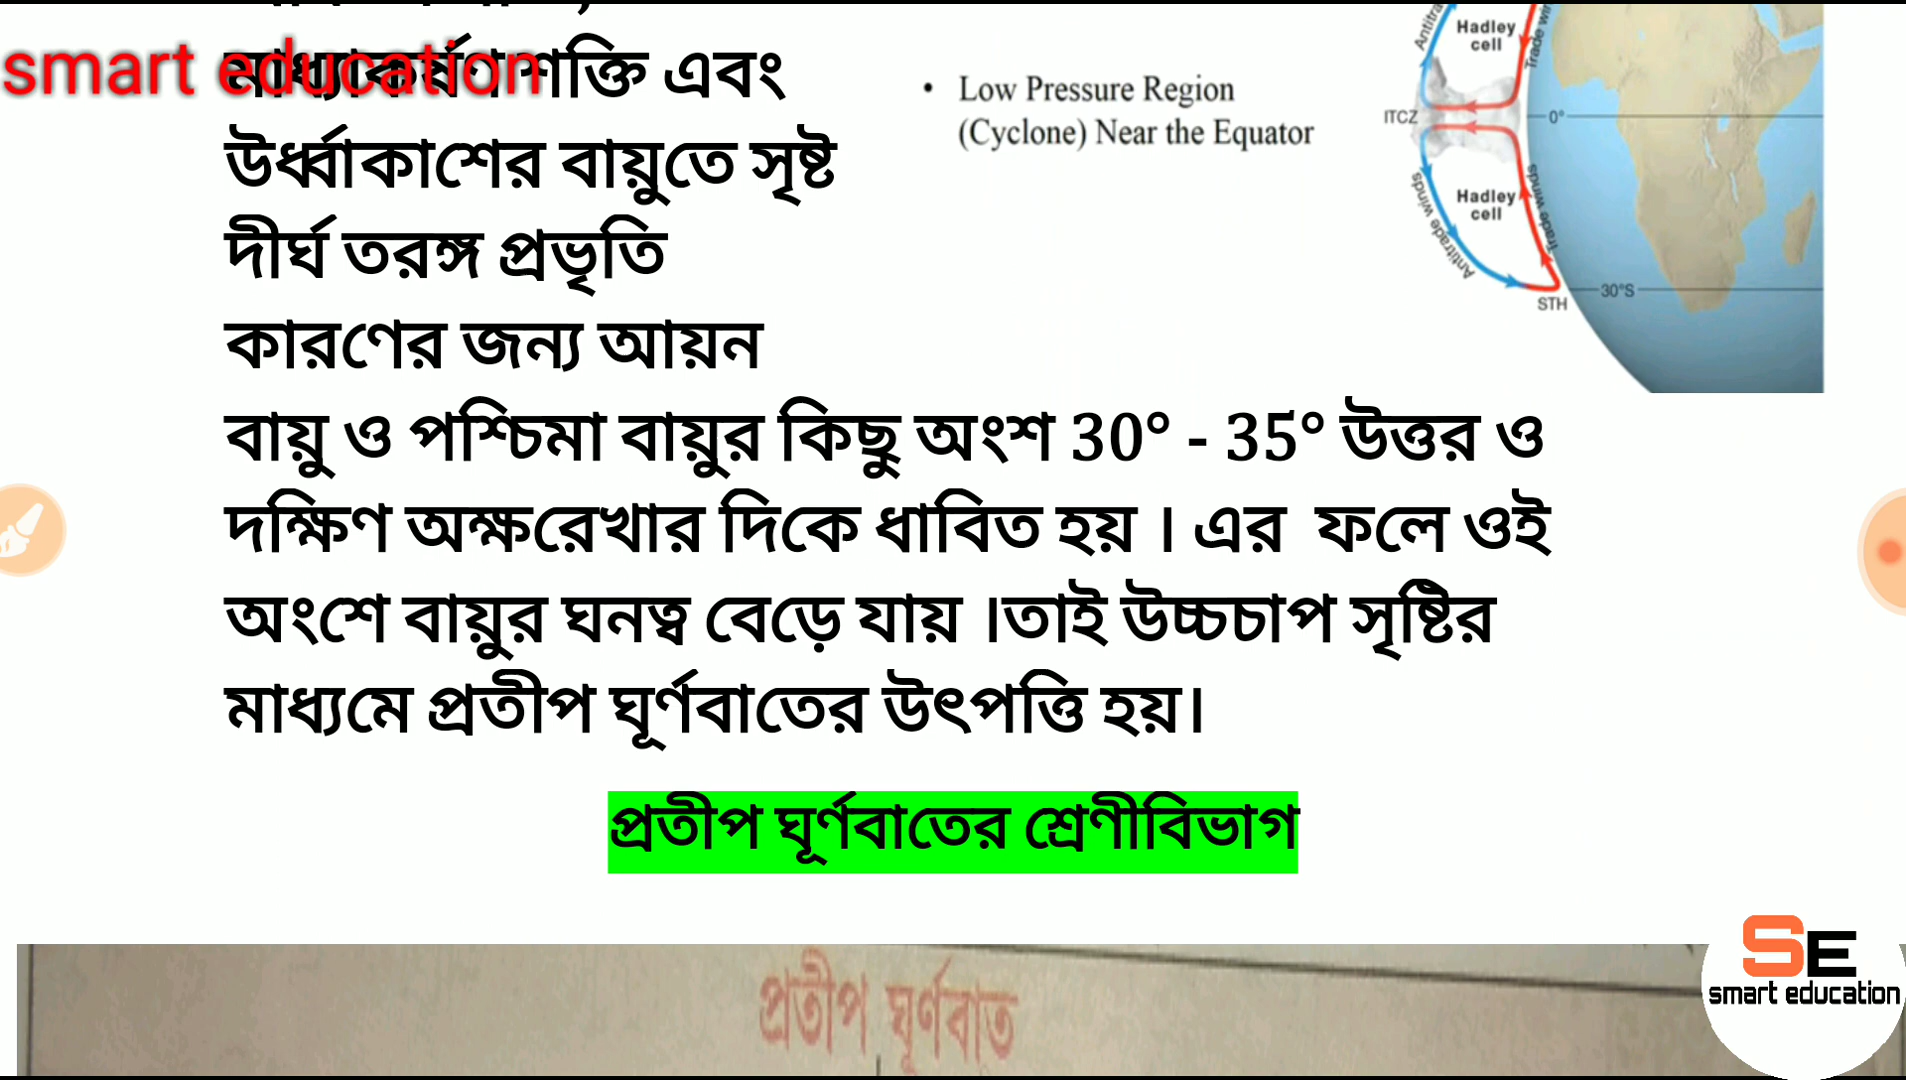 smart education
মাধ্যাকর্ষণ শক্তি এবং
উর্ধ্বাকাশের বায়ুতে সৃষ্ট
দীর্ঘ তরঙ্গ প্রভৃতি
কারণের জন্য আয়ন
বায়ু ও পশ্চিমা বায়ুর কিছু অংশ 30° - 35° উত্তর ও
দক্ষিণ অক্ষরেখার দিকে ধাবিত হয় । এর ফলে ওই
অংশে বায়ুর ঘনত্ব বেড়ে যায় ।তাই উচ্চচাপ সৃষ্টির
মাধ্যমে প্রতীপ ঘূর্ণবাতের উৎপত্তি হয়।
• Low Pressure Region
(Cyclone) Near the Equator
Hadley
cell
ITCZ
0°
Hadley
cell
Antitrade winds
Trade winds
30°S
STH
প্রতীপ ঘূর্ণবাতের শ্রেণীবিভাগ
প্রতীপ ঘূর্ণবাত
SE
smart education